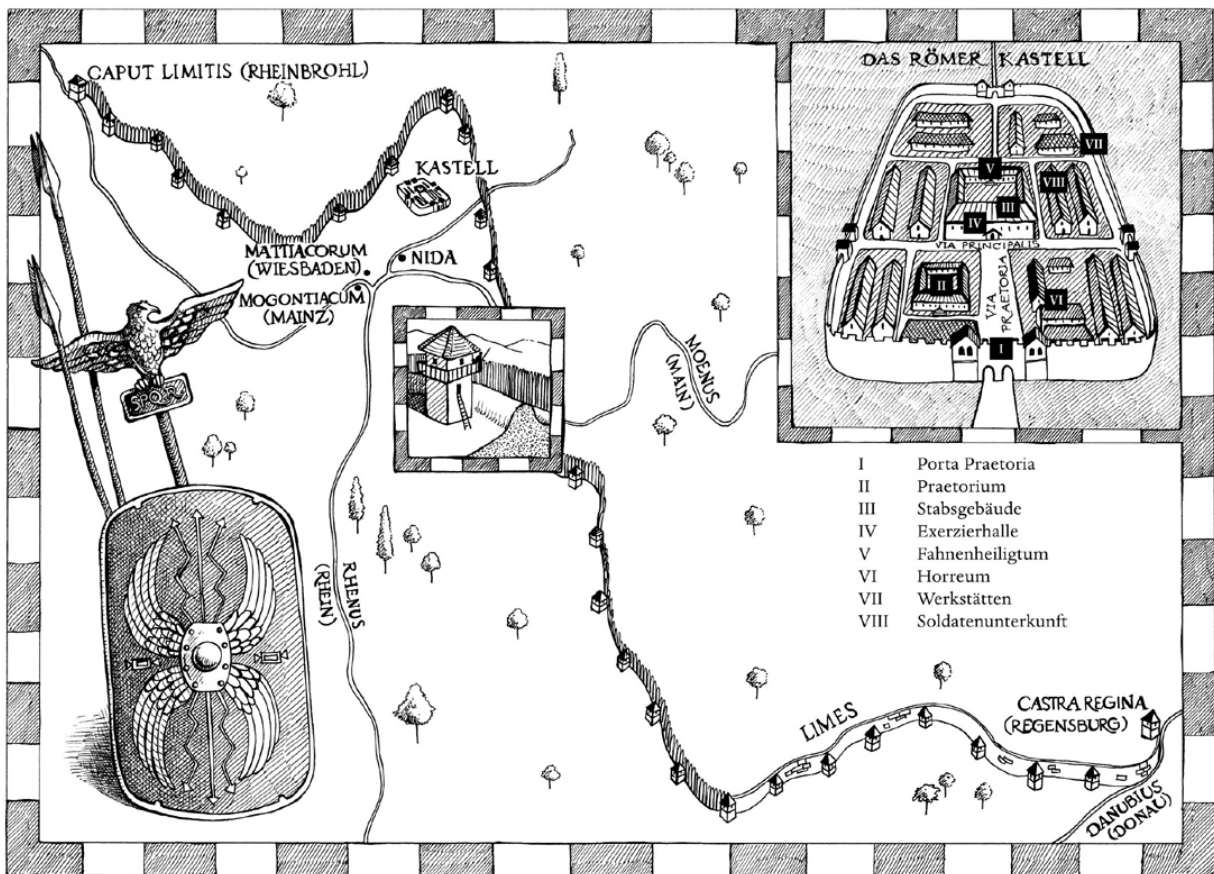 CAPUT LIMITIS (RHEINBROHL)
KASTELL
MATTIACORUM
(WIESBADEN)
NIDA
MOGONTIACUM
(MAINZ)
SPQR
MOENUS
(MAIN)
RHENUS
(RHEIN)
LIMES
CASTRA REGINA
(REGENSBURG)
DANUBIUS
(DONAU)
DAS RÖMER KASTELL
VII
V
VIII
III
IV
VIA PRINCIPALIS
II
VIA
PRAETORIA
VI
I
I Porta Praetoria
II Praetorium
III Stabsgebäude
IV Exerzierhalle
V Fahnenheiligtum
VI Horreum
VII Werkstätten
VIII Soldatenunterkunft